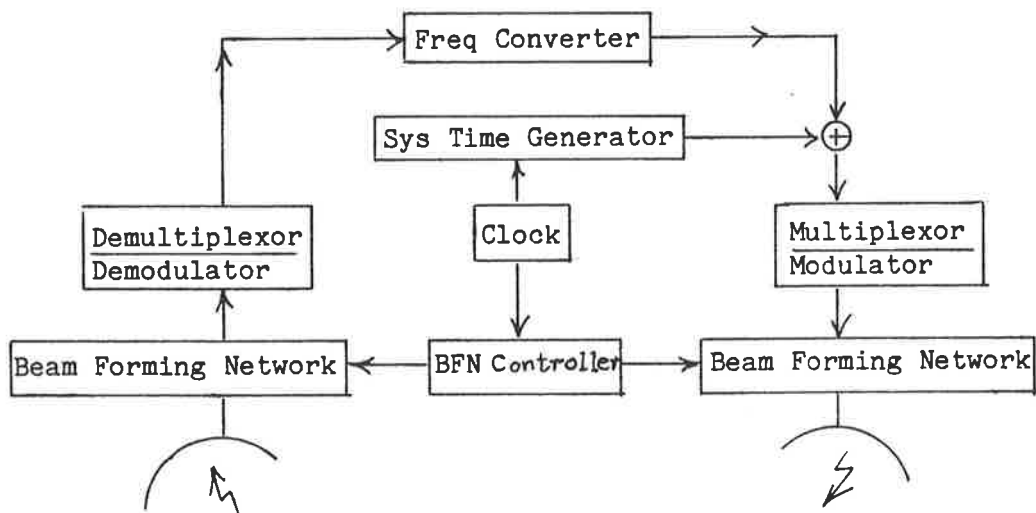 Freq Converter
Sys Time Generator
Demultiplexor
Demodulator
Clock
Multiplexor
Modulator
Beam Forming Network
BFN Controller
Beam Forming Network